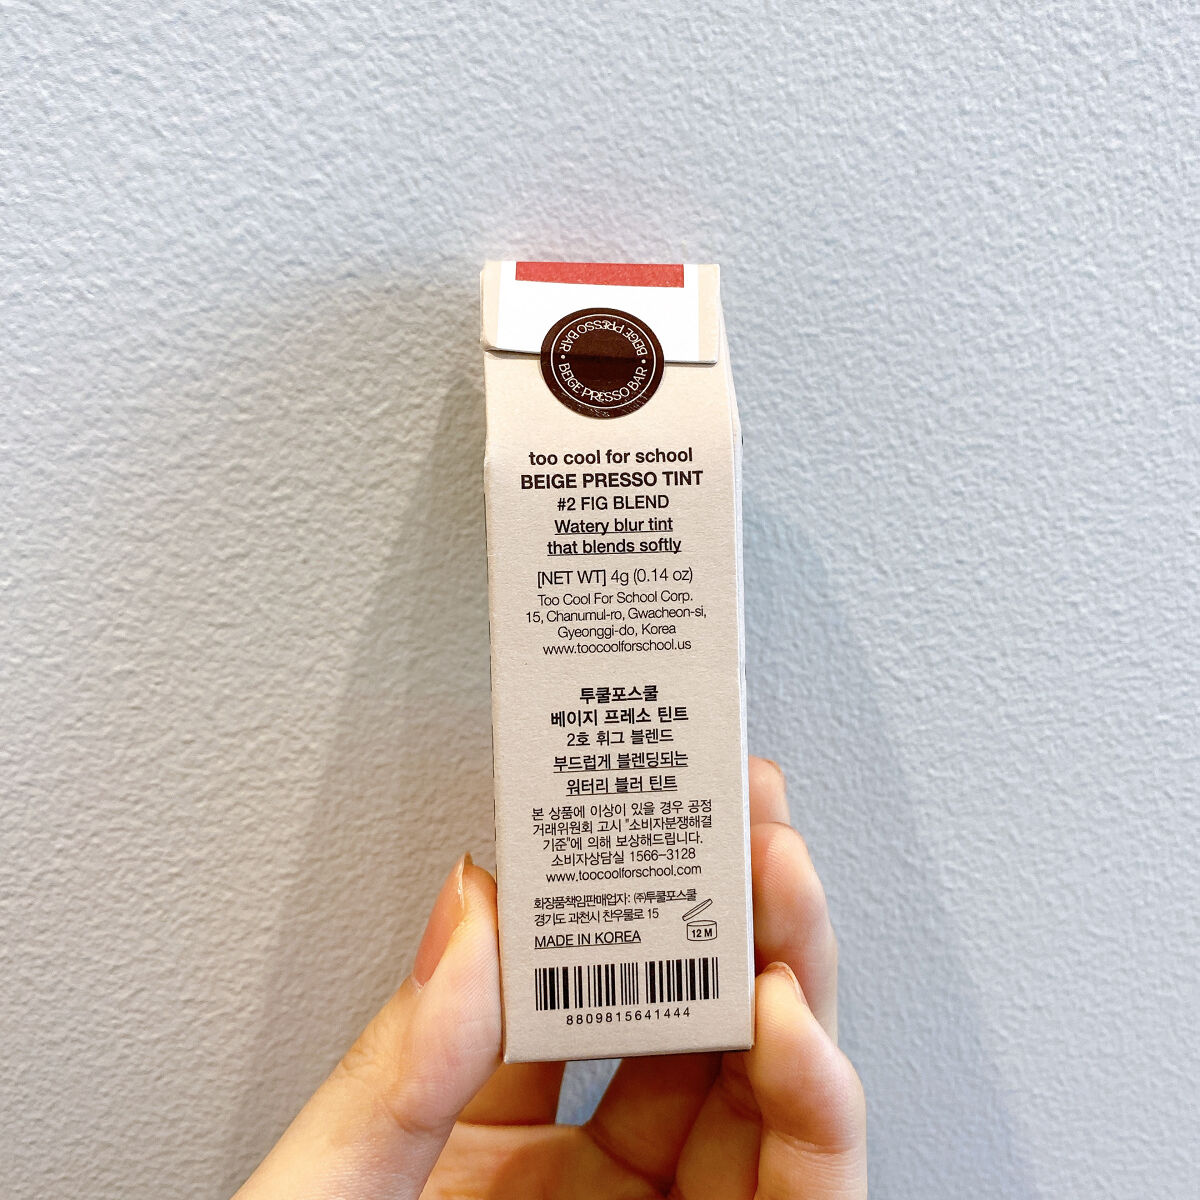 BEIGE PRESSO BAR • BEIGE PRESSO BAR •
too cool for school
BEIGE PRESSO TINT
#2 FIG BLEND
Watery blur tint
that blends softly
[NET WT] 4g (0.14 oz)
Too Cool For School Corp.
15, Chanumul-ro, Gwacheon-si,
Gyeonggi-do, Korea
www.toocoolforschool.us
투쿨포스쿨
베이지 프레소 틴트
2호 휘그 블렌드
부드럽게 블렌딩되는
워터리 블러 틴트
본 상품에 이상이 있을 경우 공정
거래위원회 고시 "소비자분쟁해결
기준"에 의해 보상해드립니다.
소비자상담실 1566-3128
www.toocoolforschool.com
화장품책임판매업자: ㈜투쿨포스쿨
경기도 과천시 찬우물로 15
MADE IN KOREA
12 M
8809815641444